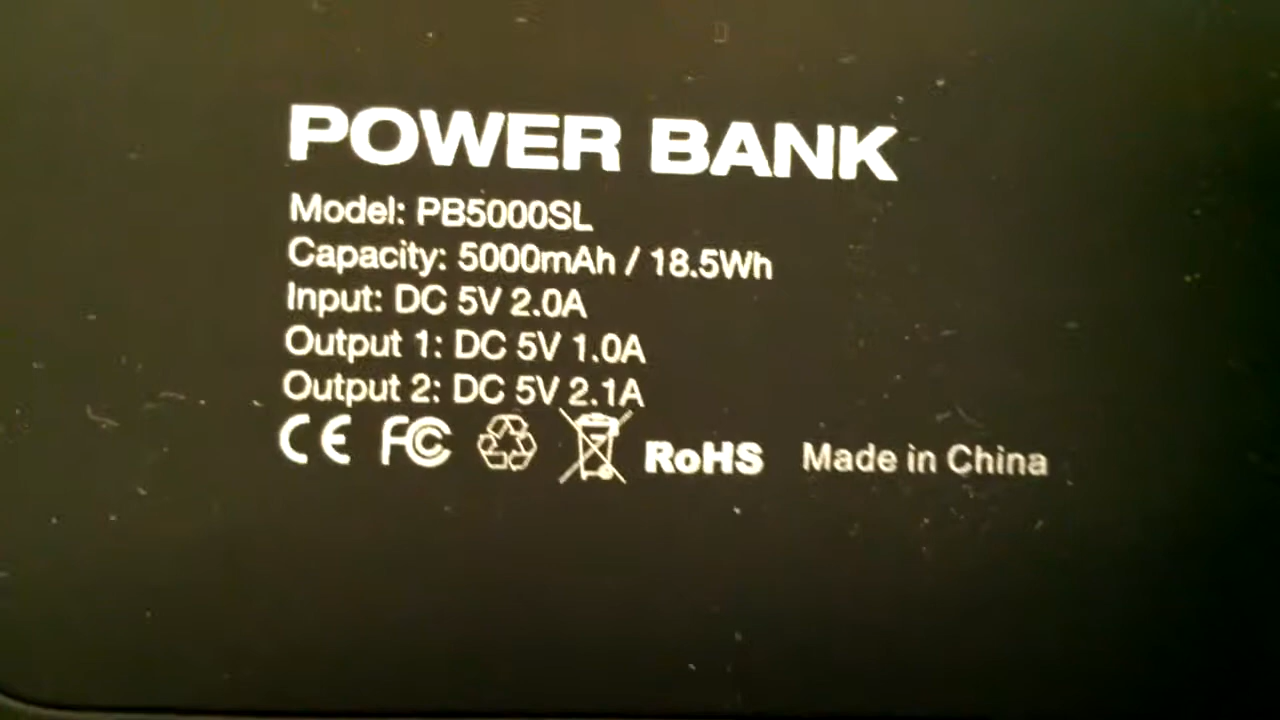 POWER BANK
Model: PB5000SL
Capacity: 5000mAh / 18.5Wh
Input: DC 5V 2.0A
Output 1: DC 5V 1.0A
Output 2: DC 5V 2.1A
CE FC RoHS Made in China